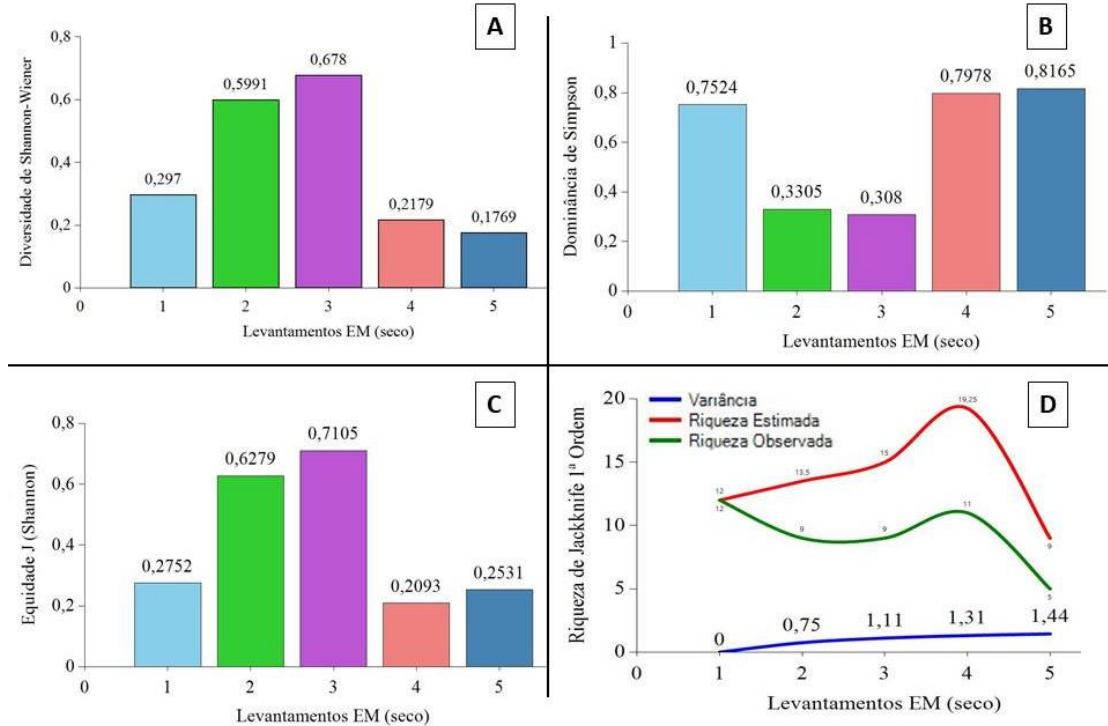 A
Diversidade de Shannon-Wiener
0,8
0,6
0,4
0,2
0
0,297
0,5991
0,678
0,2179
0,1769
0 1 2 3 4 5
Levantamentos EM (seco)
B
Dominância de Simpson
1
0,8
0,6
0,4
0,2
0
0,7524
0,3305
0,308
0,7978
0,8165
0 1 2 3 4 5
Levantamentos EM (seco)
C
Equidade J (Shannon)
0,8
0,6
0,4
0,2
0
0,2752
0,6279
0,7105
0,2093
0,2531
0 1 2 3 4 5
Levantamentos EM (seco)
D
Riqueza de Jackknife 1ª Ordem
20
15
10
5
0
Variância
Riqueza Estimada
Riqueza Observada
12 13,5 15 19,25 9
12 9 9 11 5
0 0,75 1,11 1,31 1,44
0 1 2 3 4 5
Levantamentos EM (seco)